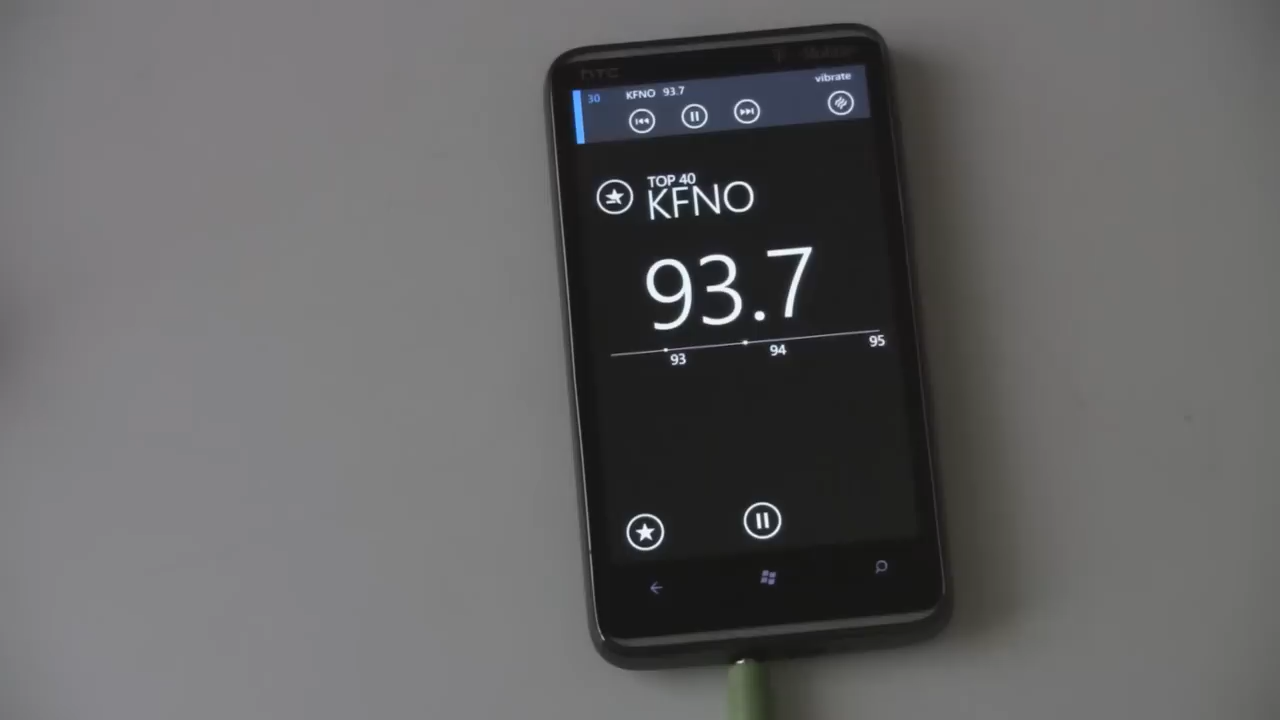 hTC
vibrate
30 KFNO 93.7
TOP 40
KFNO
93.7
93 94 95